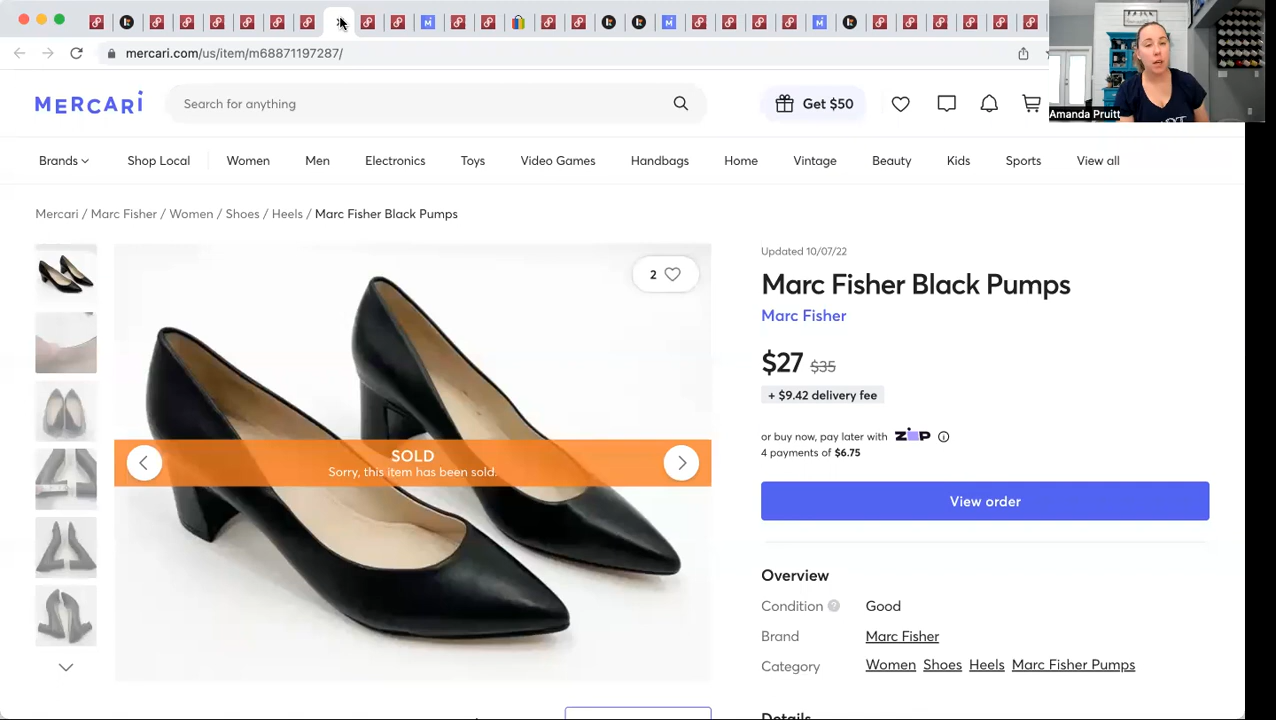 mercari.com/us/item/m68871197287/
MERCARI
Search for anything
Get $50
Amanda Pruitt
Brands
Shop Local
Women
Men
Electronics
Toys
Video Games
Handbags
Home
Vintage
Beauty
Kids
Sports
View all
Mercari / Marc Fisher / Women / Shoes / Heels / Marc Fisher Black Pumps
2
SOLD
Sorry, this item has been sold.
Updated 10/07/22
Marc Fisher Black Pumps
Marc Fisher
$27 $35
+ $9.42 delivery fee
or buy now, pay later with ZIP
4 payments of $6.75
View order
Overview
Condition Good
Brand Marc Fisher
Category Women Shoes Heels Marc Fisher Pumps
Details